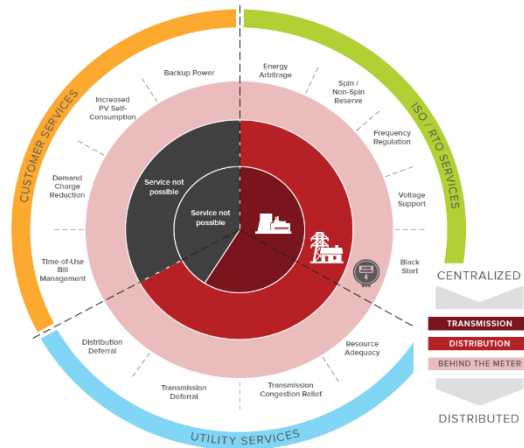 CUSTOMER SERVICES
ISO / RTO SERVICES
UTILITY SERVICES
Backup Power
Increased
PV Self-
Consumption
Demand
Charge
Reduction
Time-of-Use
Bill
Management
Energy
Arbitrage
Spin /
Non-Spin
Reserve
Frequency
Regulation
Voltage
Support
Black
Start
Resource
Adequacy
Transmission
Congestion Relief
Transmission
Deferral
Distribution
Deferral
Service not
possible
Service not
possible
CENTRALIZED
TRANSMISSION
DISTRIBUTION
BEHIND THE METER
DISTRIBUTED